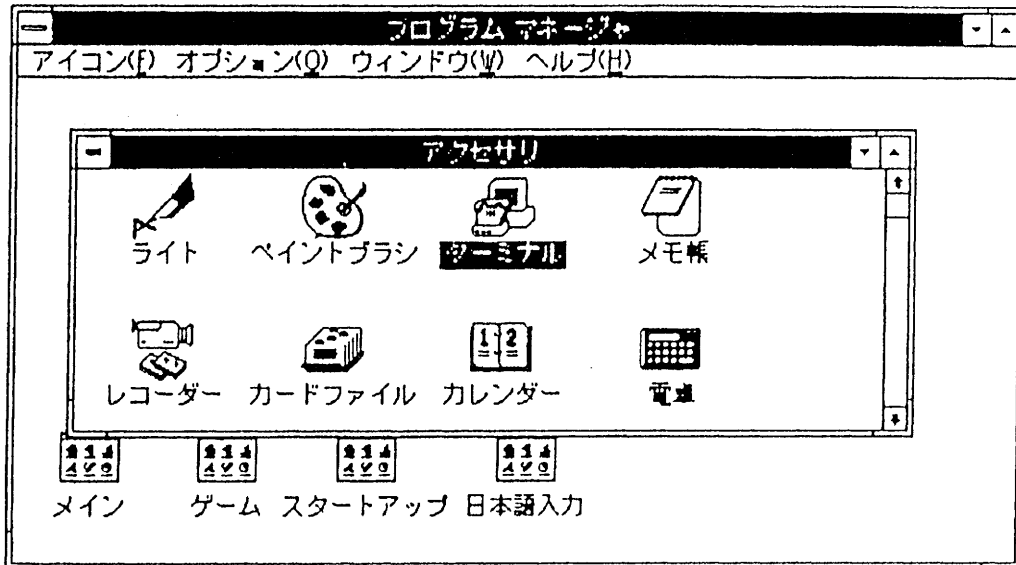 プログラム マネージャ
アイコン(F) オプション(O) ウィンドウ(W) ヘルプ(H)
アクセサリ
ライト ペイントブラシ ターミナル メモ帳
1 2
レコーダー カードファイル カレンダー 電卓
メイン ゲーム スタートアップ 日本語入力